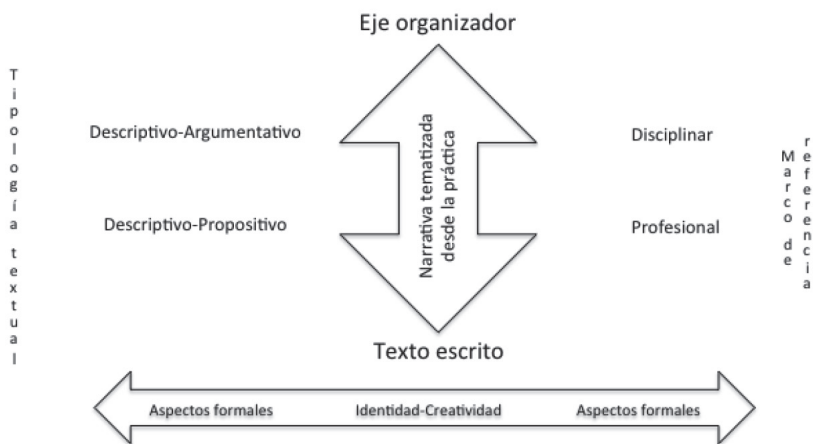 Eje organizador
Tipología textual
Descriptivo-Argumentativo
Descriptivo-Propositivo
Narrativa tematizada
desde la práctica
Disciplinar
Profesional
Marco de
referencia
Texto escrito
Aspectos formales Identidad-Creatividad Aspectos formales